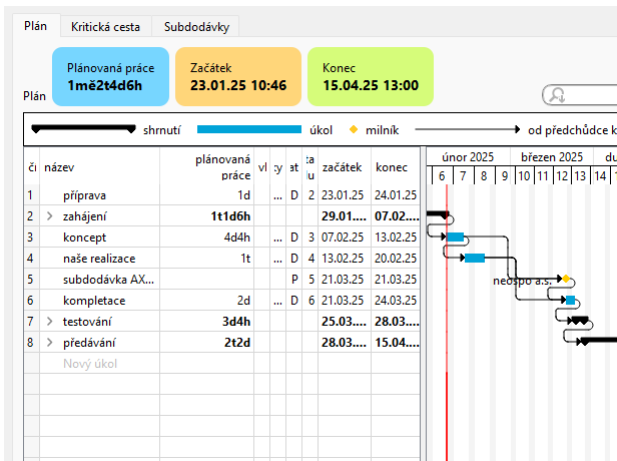 Plán Kritická cesta Subdodávky
Plán
Plánovaná práce
1mě2t4d6h
Začátek
23.01.25 10:46
Konec
15.04.25 13:00
shrnutí úkol milník od předchůdce k
čí název plánovaná práce vl :y at začátek konec
únor 2025 březen 2025 du
6 7 8 9 10 11 12 13 14
1 příprava 1d ... D 2 23.01.25 24.01.25
2 > zahájení 1t1d6h 29.01.... 07.02....
3 koncept 4d4h ... D 3 07.02.25 13.02.25
4 naše realizace 1t ... D 4 13.02.25 20.02.25
5 subdodávka AX... P 5 21.03.25 21.03.25 neospo a.s.
6 kompletace 2d ... D 6 21.03.25 24.03.25
7 > testování 3d4h 25.03.... 28.03....
8 > předávání 2t2d 28.03.... 15.04....
Nový úkol